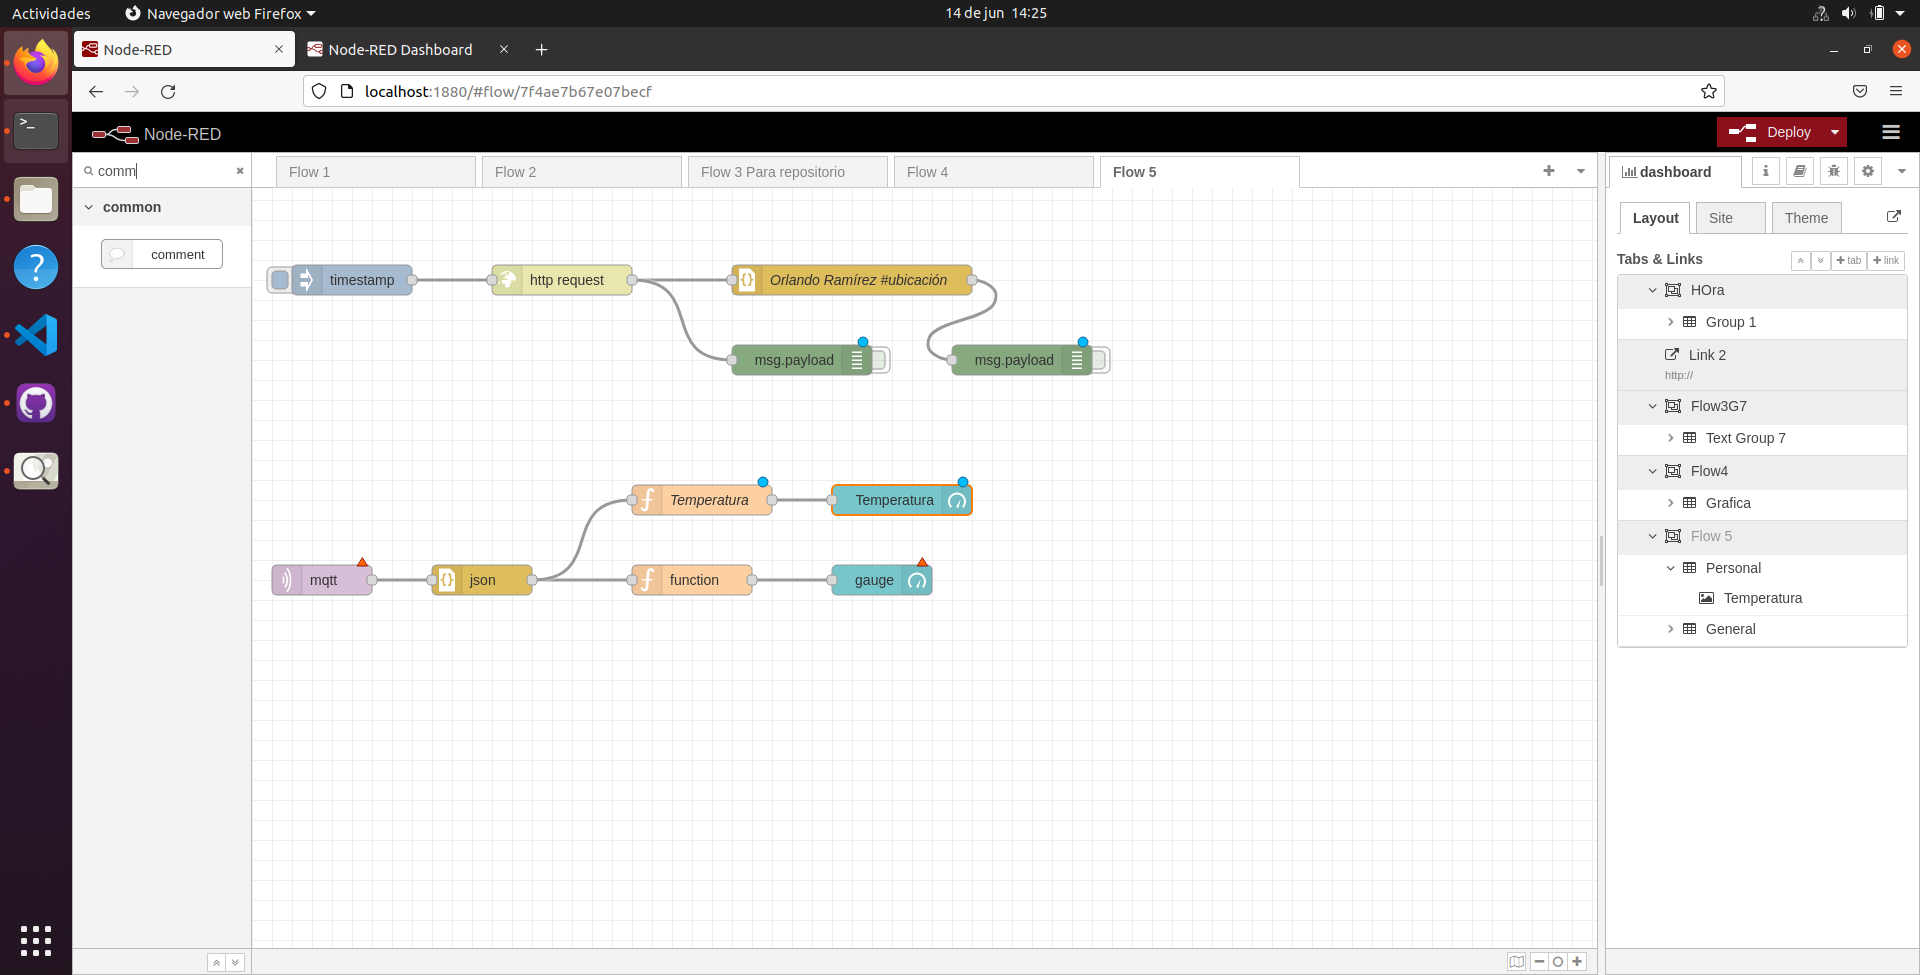 Actividades
Navegador web Firefox
14 de jun 14:25
Node-RED
Node-RED Dashboard
localhost:1880/#flow/7f4ae7b67e07becf
Node-RED
Deploy
comm
Flow 1
Flow 2
Flow 3 Para repositorio
Flow 4
Flow 5
dashboard
common
comment
Layout
Site
Theme
Tabs & Links
tab
link
HOra
Group 1
Link 2
http://
Flow3G7
Text Group 7
Flow4
Grafica
Flow 5
Personal
Temperatura
General
timestamp
http request
Orlando Ramírez #ubicación
msg.payload
msg.payload
Temperatura
Temperatura
mqtt
json
function
gauge